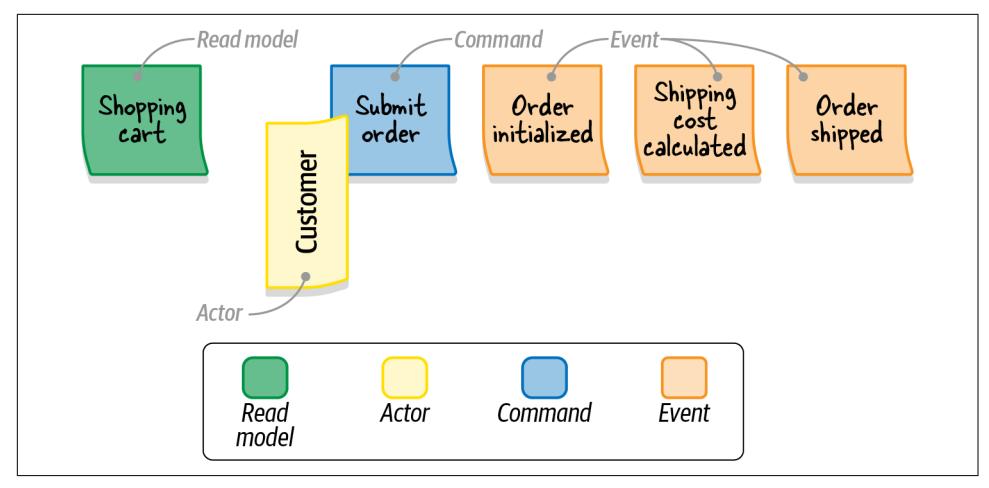 Read model
Command
Event
Shopping
cart
Submit
order
Order
initialized
Shipping
cost
calculated
Order
shipped
Customer
Actor
Read
model
Actor
Command
Event